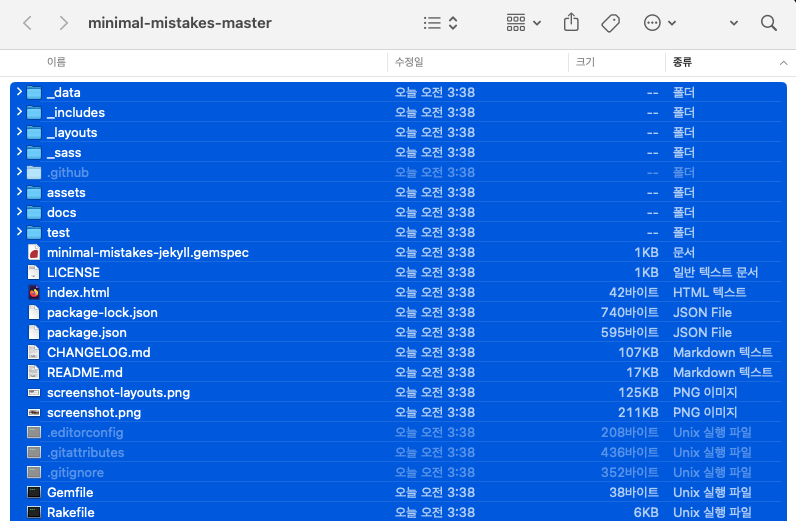 minimal-mistakes-master
이름 수정일 크기 종류
_data 오늘 오전 3:38 -- 폴더
_includes 오늘 오전 3:38 -- 폴더
_layouts 오늘 오전 3:38 -- 폴더
_sass 오늘 오전 3:38 -- 폴더
.github 오늘 오전 3:38 -- 폴더
assets 오늘 오전 3:38 -- 폴더
docs 오늘 오전 3:38 -- 폴더
test 오늘 오전 3:38 -- 폴더
minimal-mistakes-jekyll.gemspec 오늘 오전 3:38 1KB 문서
LICENSE 오늘 오전 3:38 1KB 일반 텍스트 문서
index.html 오늘 오전 3:38 42바이트 HTML 텍스트
package-lock.json 오늘 오전 3:38 740바이트 JSON File
package.json 오늘 오전 3:38 595바이트 JSON File
CHANGELOG.md 오늘 오전 3:38 107KB Markdown 텍스트
README.md 오늘 오전 3:38 17KB Markdown 텍스트
screenshot-layouts.png 오늘 오전 3:38 125KB PNG 이미지
screenshot.png 오늘 오전 3:38 211KB PNG 이미지
.editorconfig 오늘 오전 3:38 208바이트 Unix 실행 파일
.gitattributes 오늘 오전 3:38 436바이트 Unix 실행 파일
.gitignore 오늘 오전 3:38 352바이트 Unix 실행 파일
Gemfile 오늘 오전 3:38 38바이트 Unix 실행 파일
Rakefile 오늘 오전 3:38 6KB Unix 실행 파일